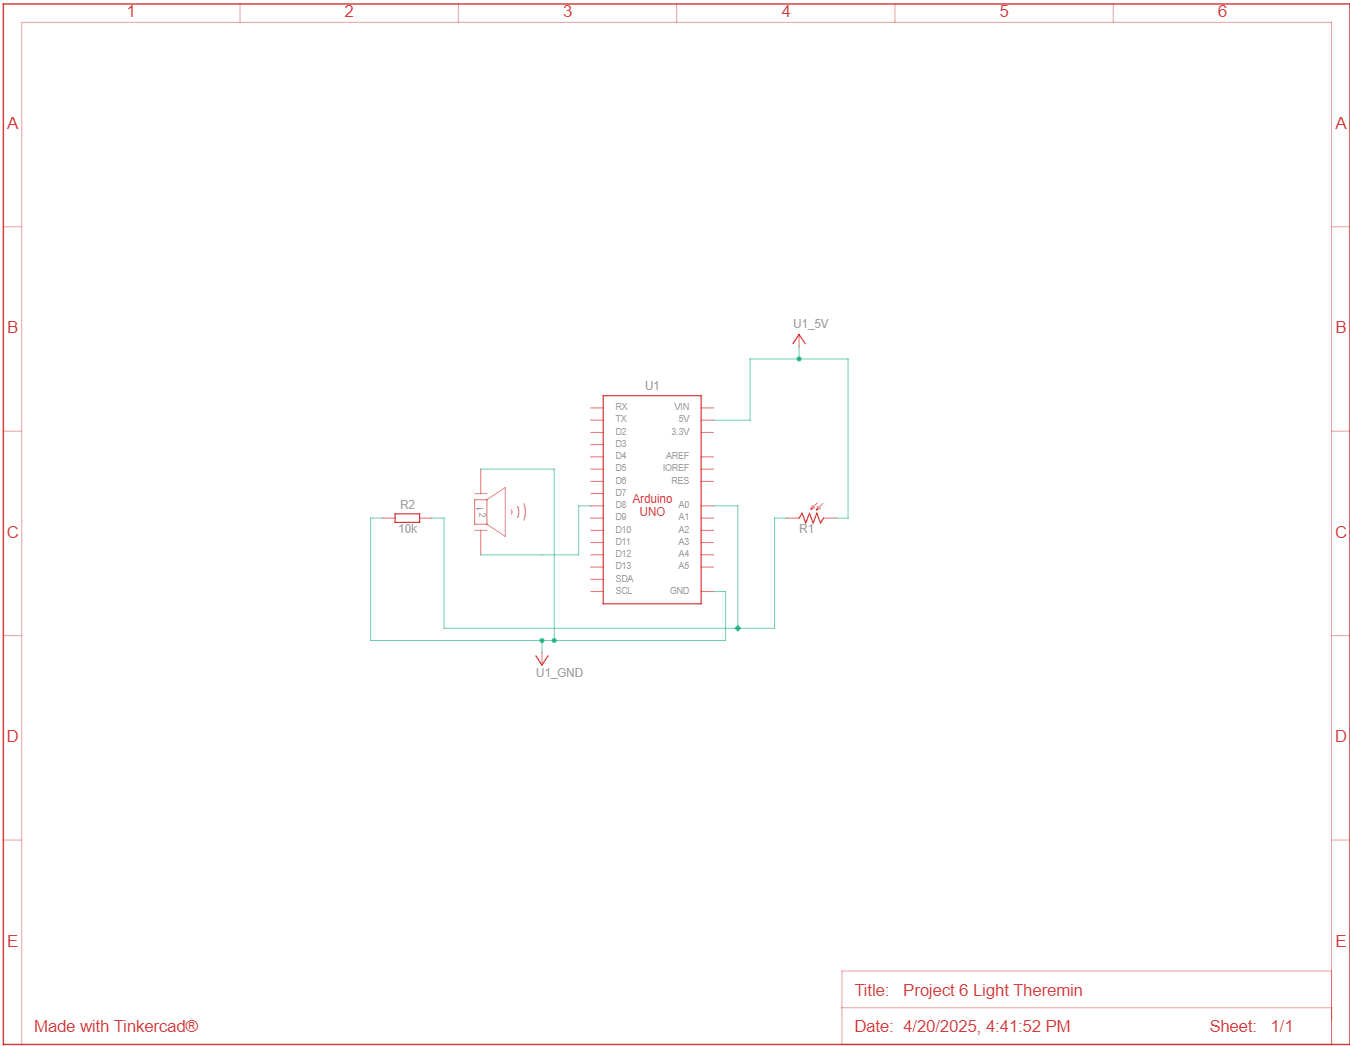 1 2 3 4 5 6
A A
B B
U1_5V
U1
RX VIN
TX 5V
D2 3.3V
D3
D4 AREF
D5 IOREF
D6 RES
D7
D8 A0
D9 A1
D10 A2
D11 A3
D12 A4
D13 A5
SDA
SCL GND
Arduino
UNO
R2
10k
1 2
R1
C C
U1_GND
D D
E E
Title: Project 6 Light Theremin
Made with Tinkercad®
Date: 4/20/2025, 4:41:52 PM Sheet: 1/1